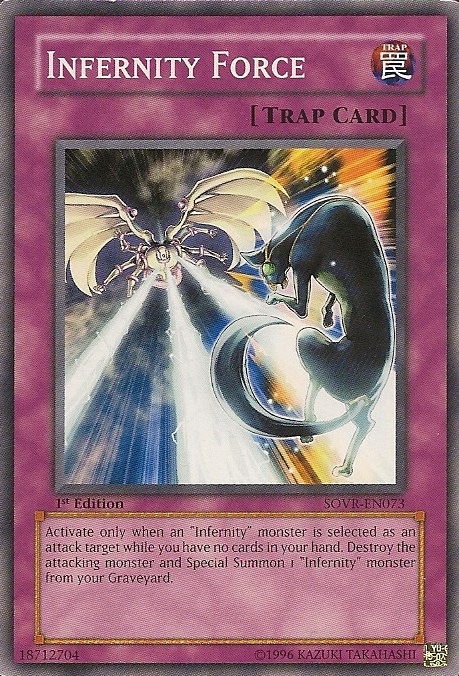 INFERNITY FORCE
TRAP
罠
[TRAP CARD]
1st Edition
SOVR-EN073
Activate only when an "Infernity" monster is selected as an
attack target while you have no cards in your hand. Destroy the
attacking monster and Special Summon 1 "Infernity" monster
from your Graveyard.
18712704
©1996 KAZUKI TAKAHASHI